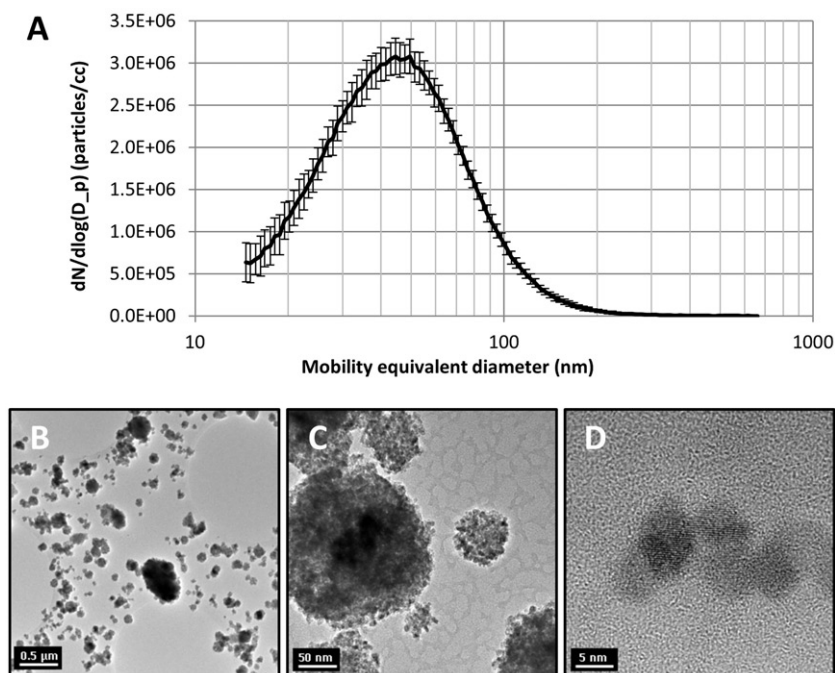 A
dN/dlog(D_p) (particles/cc)
3.5E+06
3.0E+06
2.5E+06
2.0E+06
1.5E+06
1.0E+06
5.0E+05
0.0E+00
10
100
1000
Mobility equivalent diameter (nm)
B
0.5 µm
C
50 nm
D
5 nm